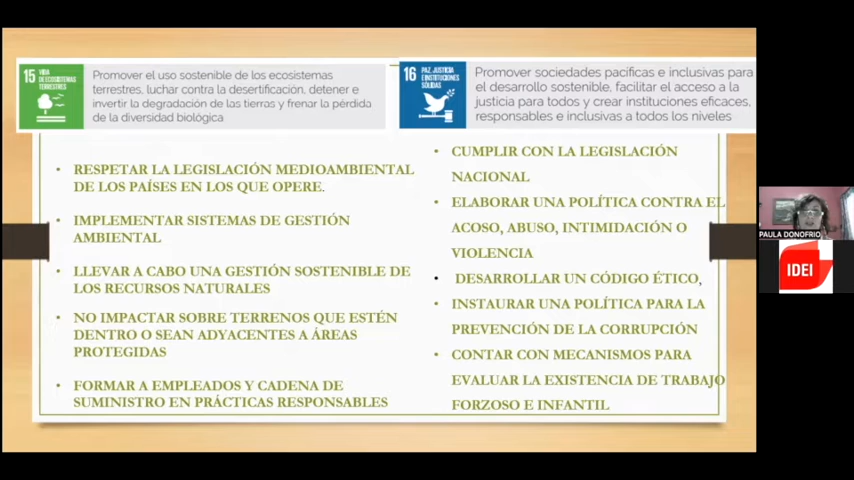 15 VIDA
DE ECOSISTEMAS
TERRESTRES
Promover el uso sostenible de los ecosistemas
terrestres, luchar contra la desertificación, detener e
invertir la degradación de las tierras y frenar la pérdida
de la diversidad biológica
• RESPETAR LA LEGISLACIÓN MEDIOAMBIENTAL
DE LOS PAÍSES EN LOS QUE OPERE.
• IMPLEMENTAR SISTEMAS DE GESTIÓN
AMBIENTAL
• LLEVAR A CABO UNA GESTIÓN SOSTENIBLE DE
LOS RECURSOS NATURALES
• NO IMPACTAR SOBRE TERRENOS QUE ESTÉN
DENTRO O SEAN ADYACENTES A ÁREAS
PROTEGIDAS
• FORMAR A EMPLEADOS Y CADENA DE
SUMINISTRO EN PRÁCTICAS RESPONSABLES
16 PAZ, JUSTICIA
E INSTITUCIONES
SÓLIDAS
Promover sociedades pacíficas e inclusivas para
el desarrollo sostenible, facilitar el acceso a la
justicia para todos y crear instituciones eficaces,
responsables e inclusivas a todos los niveles
• CUMPLIR CON LA LEGISLACIÓN
NACIONAL
• ELABORAR UNA POLÍTICA CONTRA EL
ACOSO, ABUSO, INTIMIDACIÓN O
VIOLENCIA
• DESARROLLAR UN CÓDIGO ÉTICO,
• INSTAURAR UNA POLÍTICA PARA LA
PREVENCIÓN DE LA CORRUPCIÓN
• CONTAR CON MECANISMOS PARA
EVALUAR LA EXISTENCIA DE TRABAJO
FORZOSO E INFANTIL
PAULA DONOFRIO
IDEI